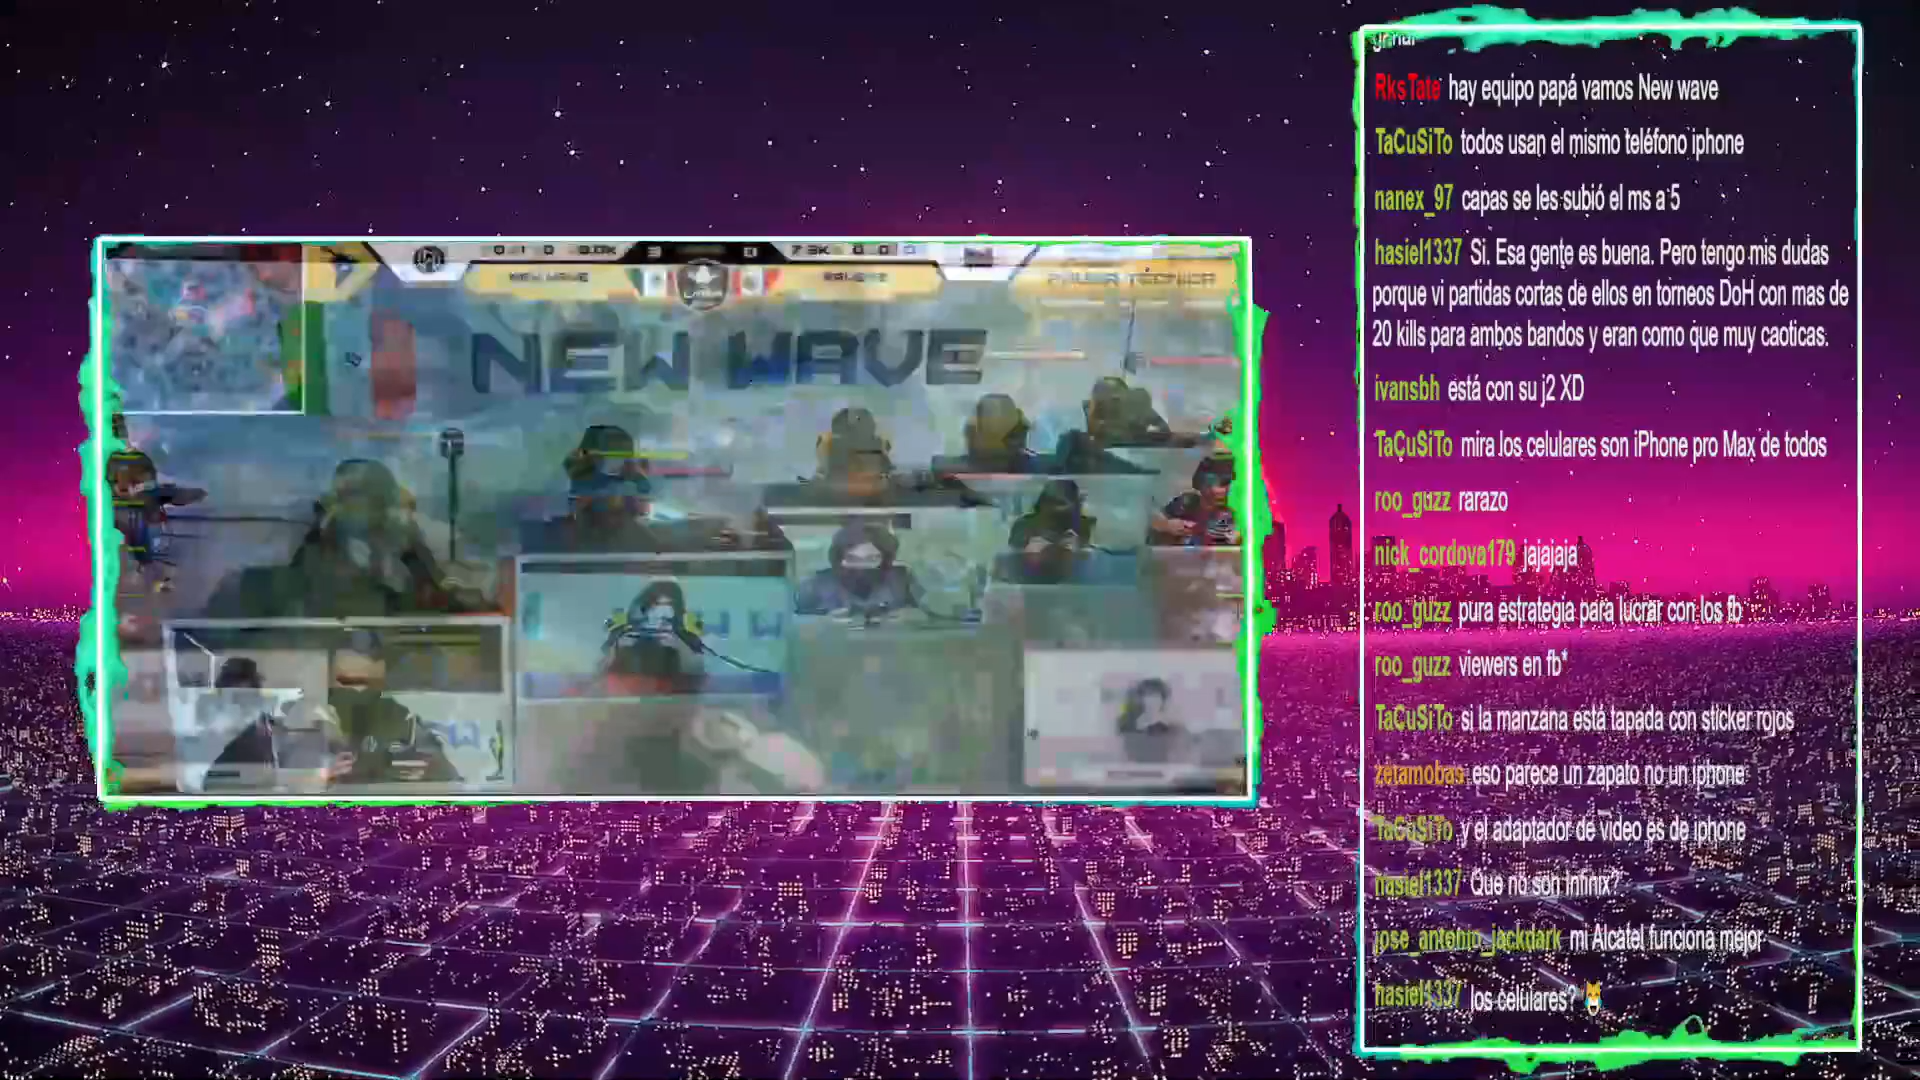 NEW WAVE
NEW WAVE
PAUSA TÉCNICA
RksTate hay equipo papá vamos New wave
TaCuSiTo todos usan el mismo teléfono iphone
nanex_97 capas se les subió el ms a 5
hasiel1337 Si. Esa gente es buena. Pero tengo mis dudas
porque vi partidas cortas de ellos en torneos DoH con mas de
20 kills para ambos bandos y eran como que muy caoticas.
ivansbh está con su j2 XD
TaCuSiTo mira los celulares son iPhone pro Max de todos
roo_guzz rarazo
nick_cordova179 jajajaja
roo_guzz pura estrategia para lucrar con los fb
roo_guzz viewers en fb*
TaCuSiTo si la manzana está tapada con sticker rojos
zetamobas eso parece un zapato no un iphone
TaCuSiTo y el adaptador de video es de iphone
hasiel1337 Que no son Infinix?
jose_antonio_jackdark mi Alcatel funciona mejor
hasiel1337 los celulares?